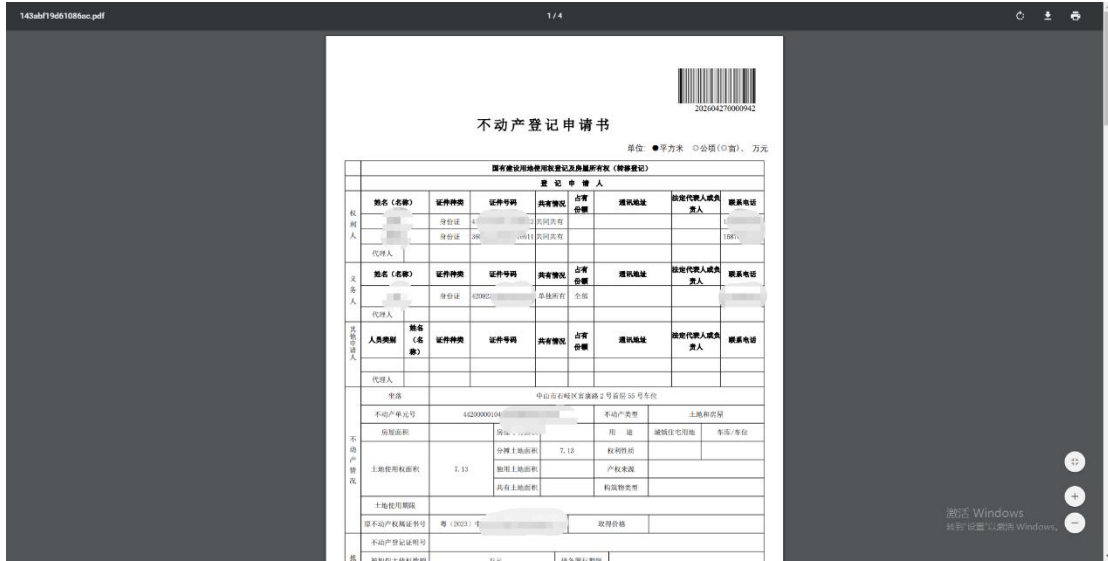 143abf19d61086ac.pdf
1 / 4
202604270000942
不动产登记申请书
单位: ●平方米 ○公顷(○亩)、万元
国有建设用地使用权登记及房屋所有权（转移登记）
登 记 申 请 人
权利人
姓名（名称） 证件种类 证件号码 共有情况 占有份额 通讯地址 法定代表人或负责人 联系电话
身份证 共同共有
身份证 共同共有
代理人
义务人
姓名（名称） 证件种类 证件号码 共有情况 占有份额 通讯地址 法定代表人或负责人 联系电话
身份证 单独所有 全部
代理人
其他申请人
人员类别 姓名（名称） 证件种类 证件号码 共有情况 占有份额 通讯地址 法定代表人或负责人 联系电话
代理人
不动产情况
坐落 中山市石岐区富康路2号首层55号车位
不动产单元号 不动产类型 土地和房屋
房屋面积 用 途 城镇住宅用地 车库/车位
土地使用权面积 7.13 分摊土地面积 7.13 权利性质
独用土地面积 产权来源
共有土地面积 构筑物类型
土地使用期限
原不动产权属证书号 粤（2023） 取得价格
不动产登记证明号
激活 Windows
转到"设置"以激活 Windows。